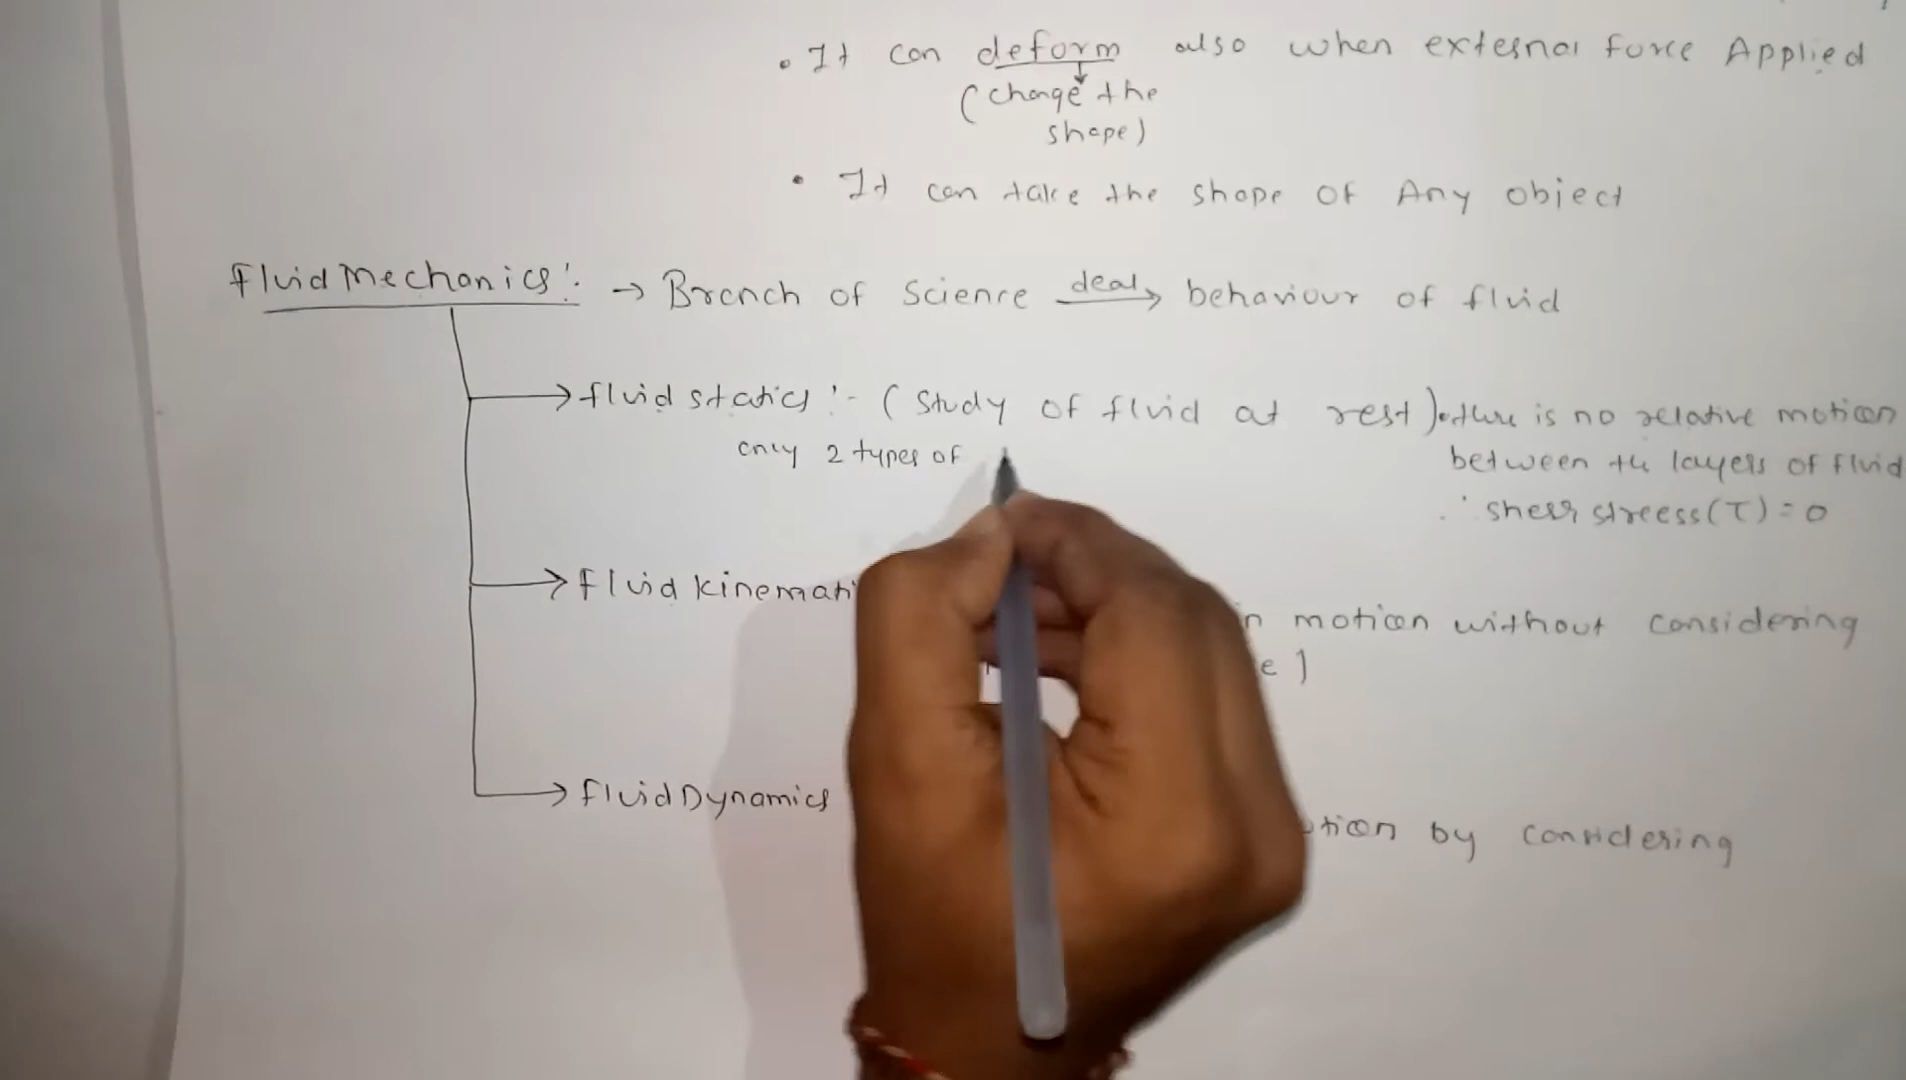 • It can deform also when external force Applied
(change the
shape)
• It can take the shape of Any object
fluid Mechanics :- → Branch of science deal behaviour of fluid
fluid statics :- (study of fluid at rest) • there is no relative motion
only 2 types of between the layers of fluid
∴ shear streess (τ) = 0
fluid kinemati in motion without considering
e)
fluid Dynamics tion by considering